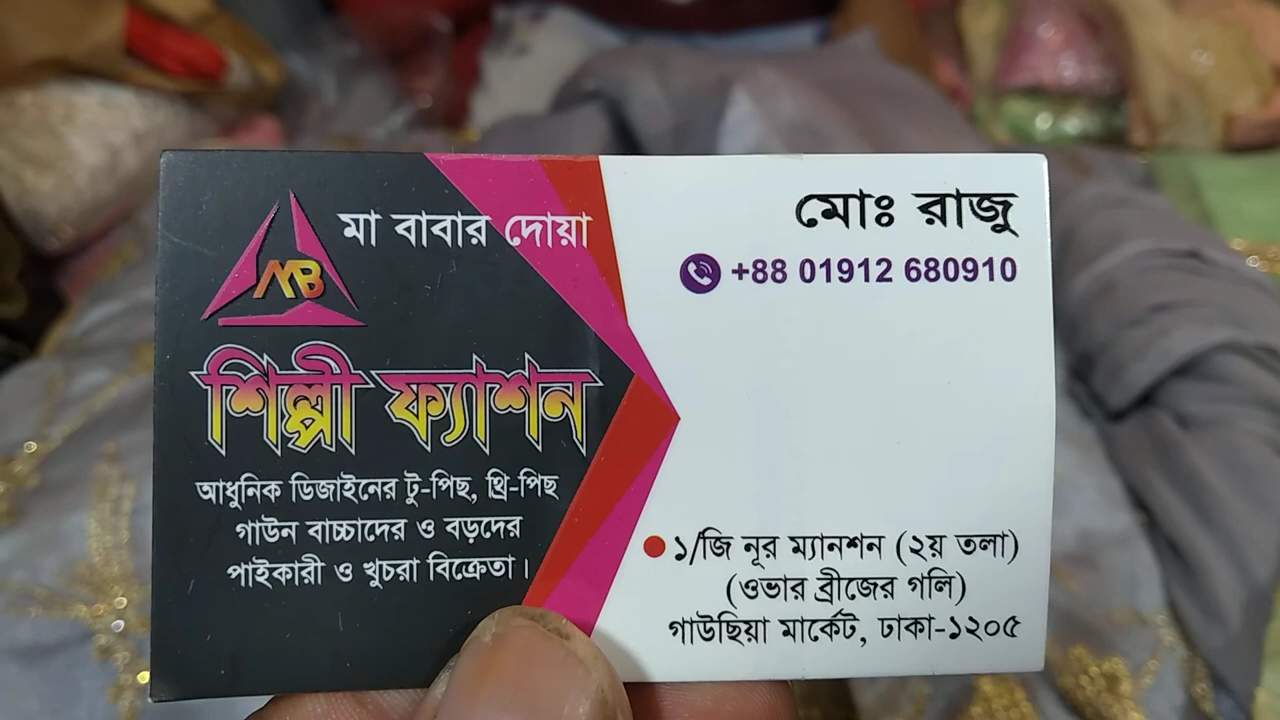 মা বাবার দোয়া
MB
শিল্পী ফ্যাশন
আধুনিক ডিজাইনের টু-পিছ, থ্রি-পিছ
গাউন বাচ্চাদের ও বড়দের
পাইকারী ও খুচরা বিক্রেতা।
মোঃ রাজু
+88 01912 680910
১/জি নূর ম্যানশন (২য় তলা)
(ওভার ব্রীজের গলি)
গাউছিয়া মার্কেট, ঢাকা-১২০৫